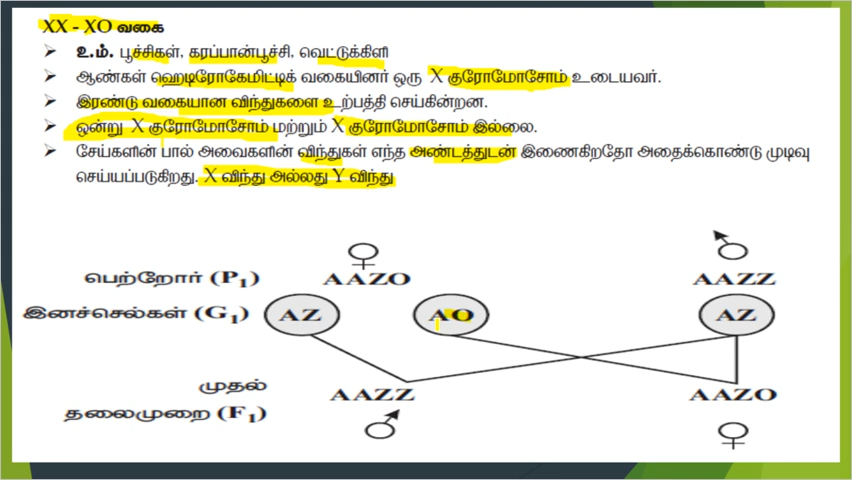 XX - XO வகை
உ.ம். பூச்சிகள், கரப்பான்பூச்சி, வெட்டுக்கிளி
ஆண்கள் ஹெடிரோகேமிட்டிக் வகையினர் ஒரு X குரோமோசோம் உடையவர்.
இரண்டு வகையான விந்துகளை உற்பத்தி செய்கின்றன.
ஒன்று X குரோமோசோம் மற்றும் X குரோமோசோம் இல்லை.
சேய்களின் பால் அவைகளின் விந்துகள் எந்த அண்டத்துடன் இணைகிறதோ அதைக்கொண்டு முடிவு
செய்யப்படுகிறது. X விந்து அல்லது Y விந்து
பெற்றோர் (P₁) AAZO AAZZ
இனச்செல்கள் (G₁) AZ AO AZ
முதல்
தலைமுறை (F₁) AAZZ AAZO